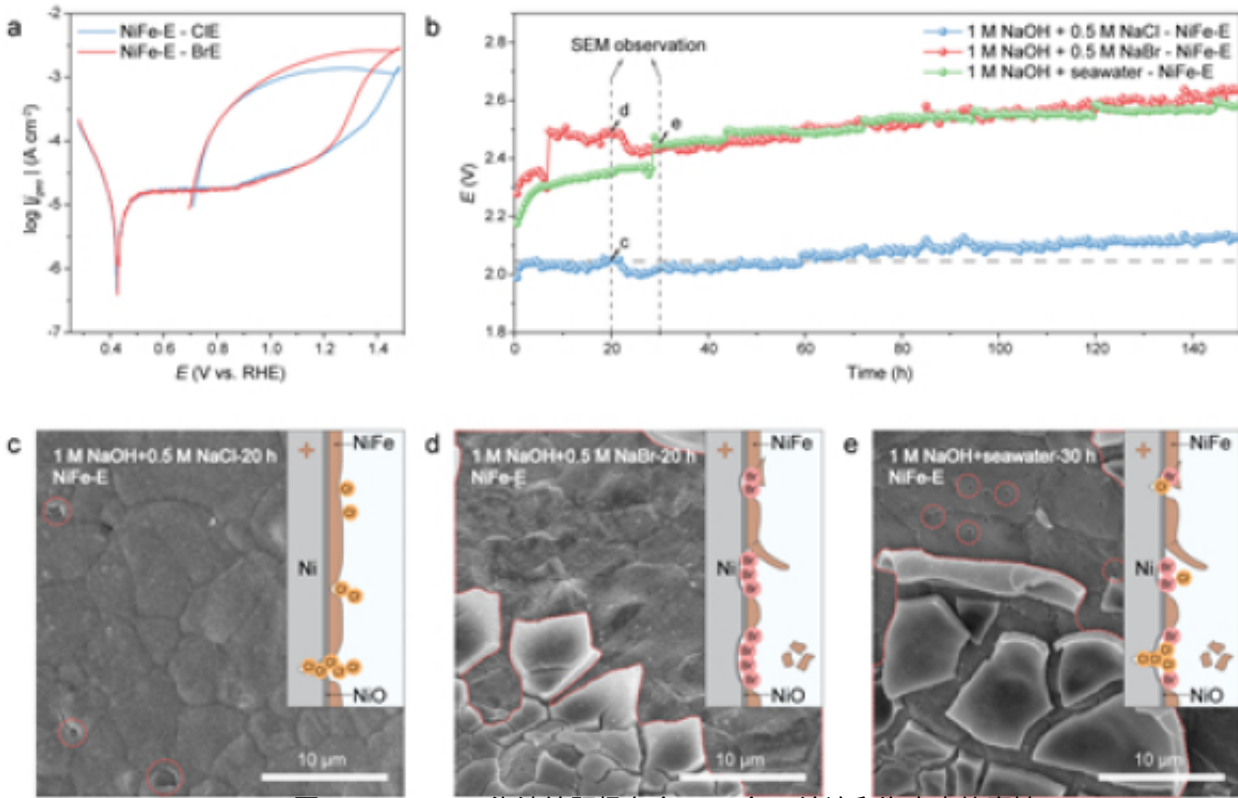 a
NiFe-E - ClE
NiFe-E - BrE
log |j_geo| (A cm⁻²)
-2
-3
-4
-5
-6
-7
0.4
0.6
0.8
1.0
1.2
1.4
E (V vs. RHE)
b
SEM observation
1 M NaOH + 0.5 M NaCl - NiFe-E
1 M NaOH + 0.5 M NaBr - NiFe-E
1 M NaOH + seawater - NiFe-E
E (V)
2.8
2.6
2.4
2.2
2.0
1.8
d
e
c
0
20
40
60
80
100
120
140
Time (h)
c
1 M NaOH+0.5 M NaCl-20 h
NiFe-E
+
NiFe
Cl
Ni
NiO
10 μm
d
1 M NaOH+0.5 M NaBr-20 h
NiFe-E
+
NiFe
Br
Ni
NiO
10 μm
e
1 M NaOH+seawater-30 h
NiFe-E
+
NiFe
Br
Cl
Ni
NiO
10 μm